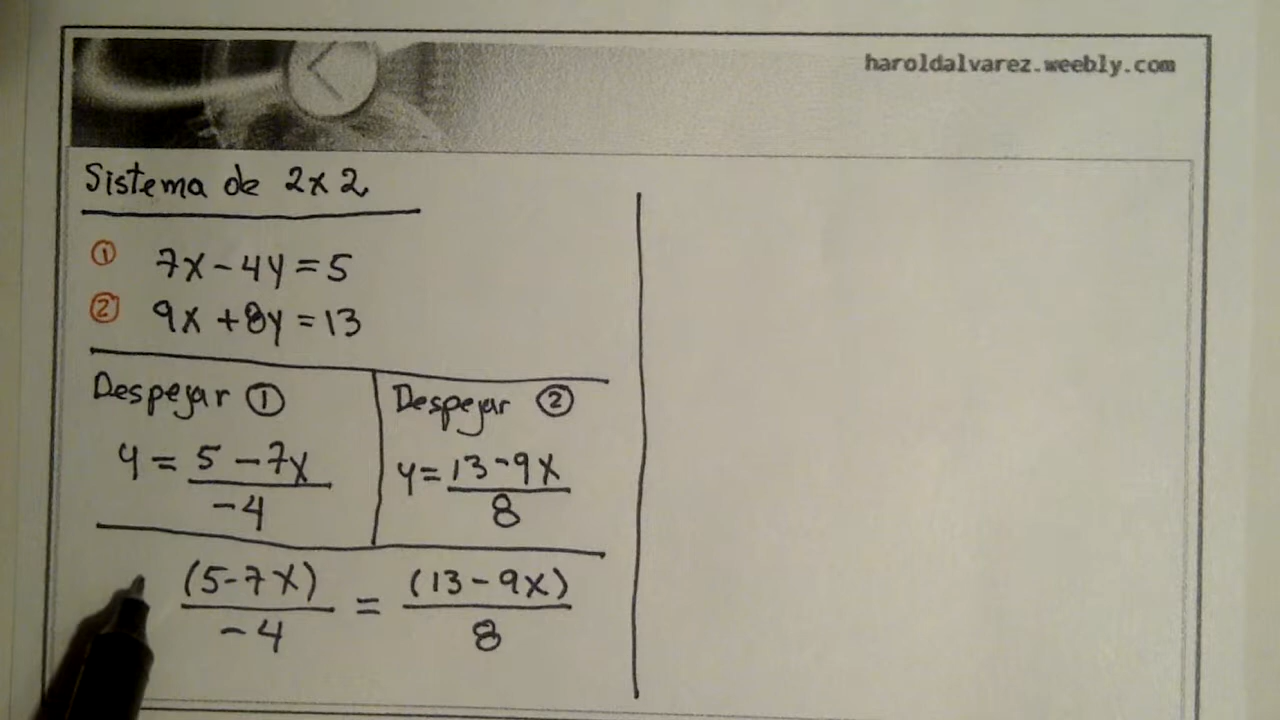 haroldalvarez.weebly.com
Sistema de 2x2
① 7x-4y=5
② 9x+8y=13
Despejar ①
y = 5-7x / -4
Despejar ②
y = 13-9x / 8
(5-7x) / -4 = (13-9x) / 8